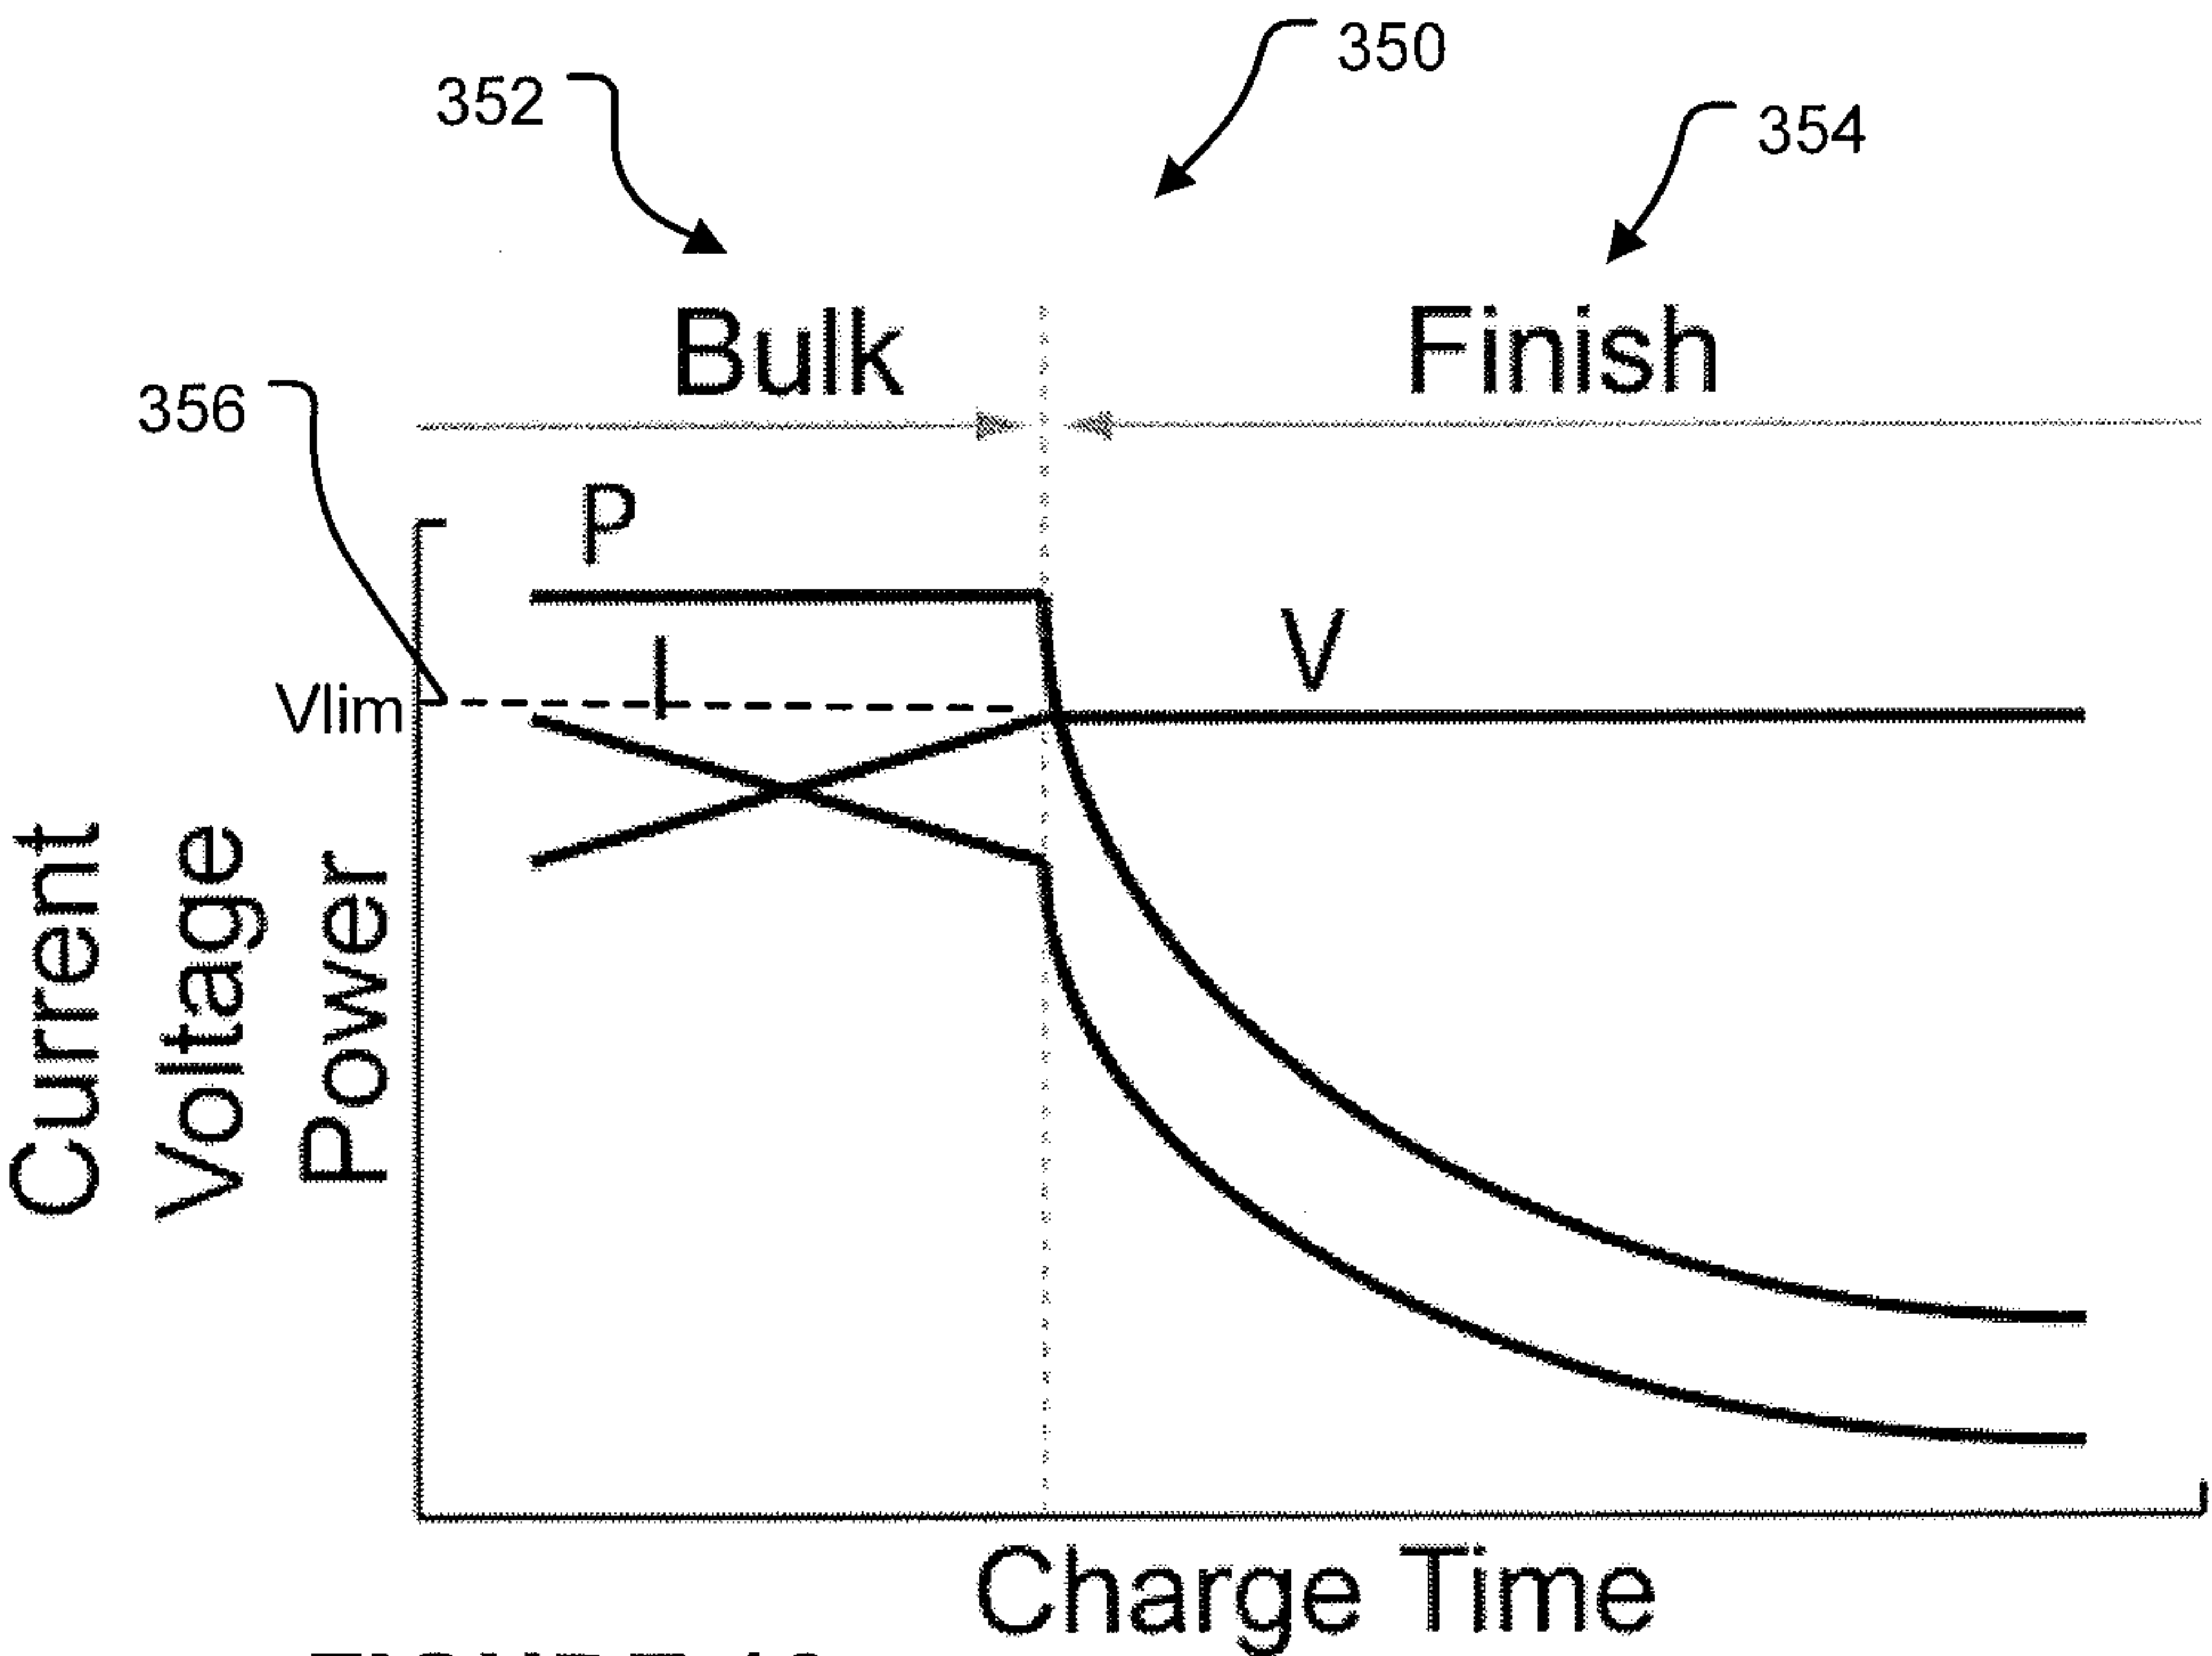 350
352
354
Bulk
Finish
356
P
I
V
Vlim
Current
Voltage
Power
Charge Time